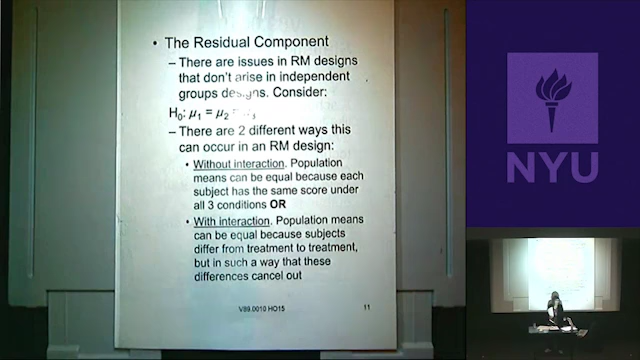 • The Residual Component
– There are issues in RM designs
that don't arise in independent
groups designs. Consider:
H₀: μ₁ = μ₂ = μ₃
– There are 2 different ways this
can occur in an RM design:
• Without interaction. Population
means can be equal because each
subject has the same score under
all 3 conditions OR
• With interaction. Population means
can be equal because subjects
differ from treatment to treatment,
but in such a way that these
differences cancel out
V89.0010 HO15
11
NYU